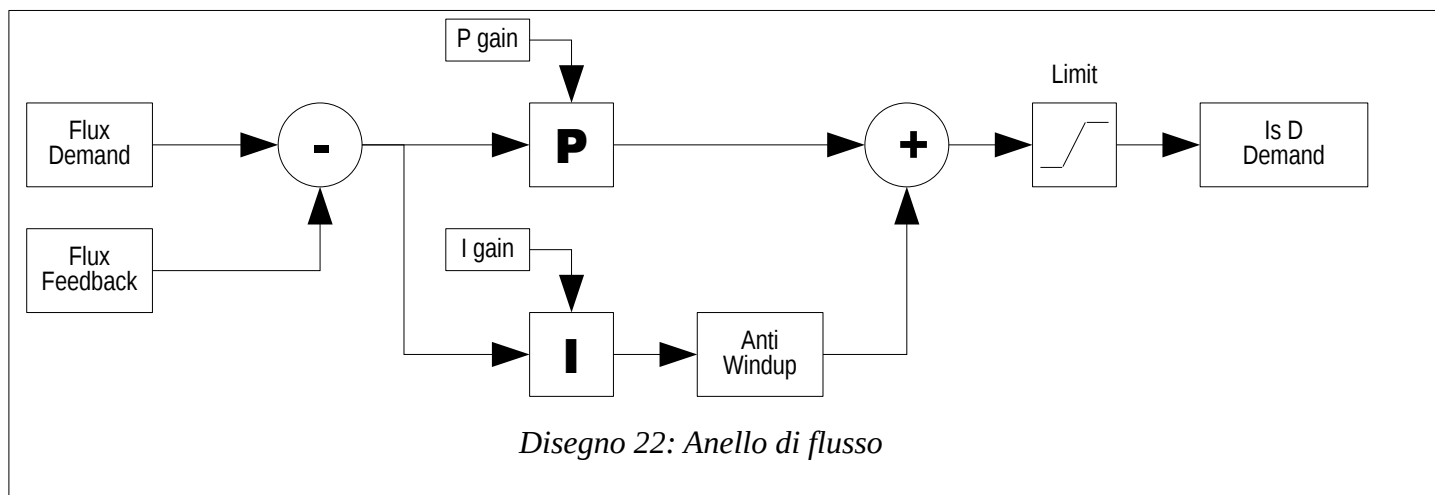 P gain
Limit
Flux
Demand
-
P
+
Is D
Demand
Flux
Feedback
I gain
I
Anti
Windup
Disegno 22: Anello di flusso